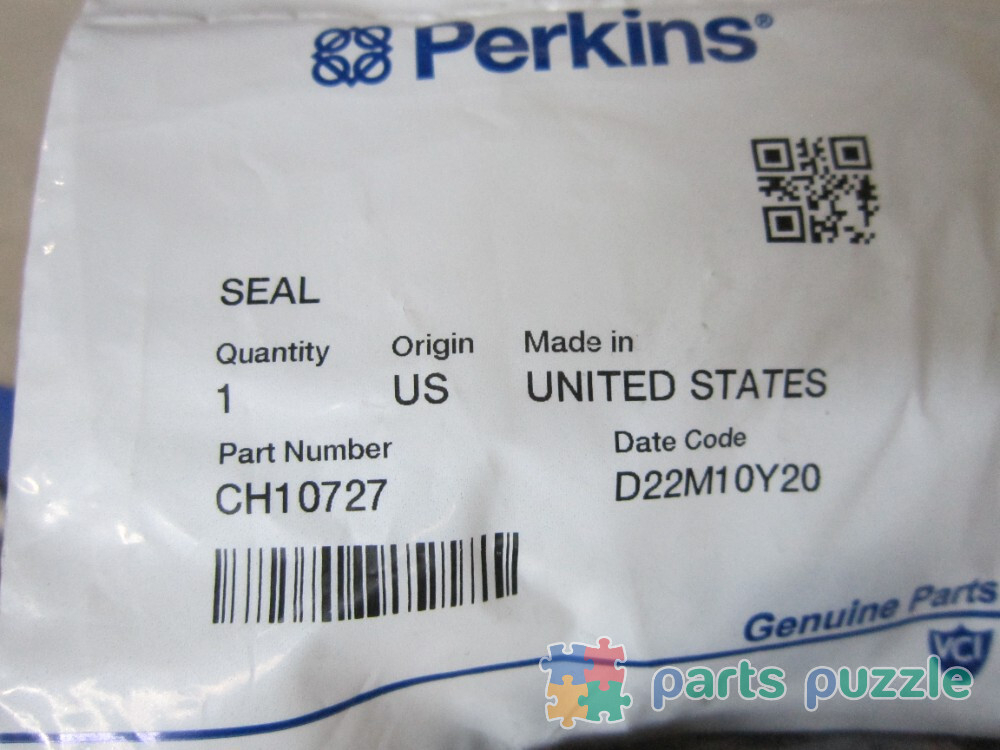 Perkins®
SEAL
Quantity Origin Made in
1 US UNITED STATES
Part Number Date Code
CH10727 D22M10Y20
Genuine Parts
VCI
parts puzzle